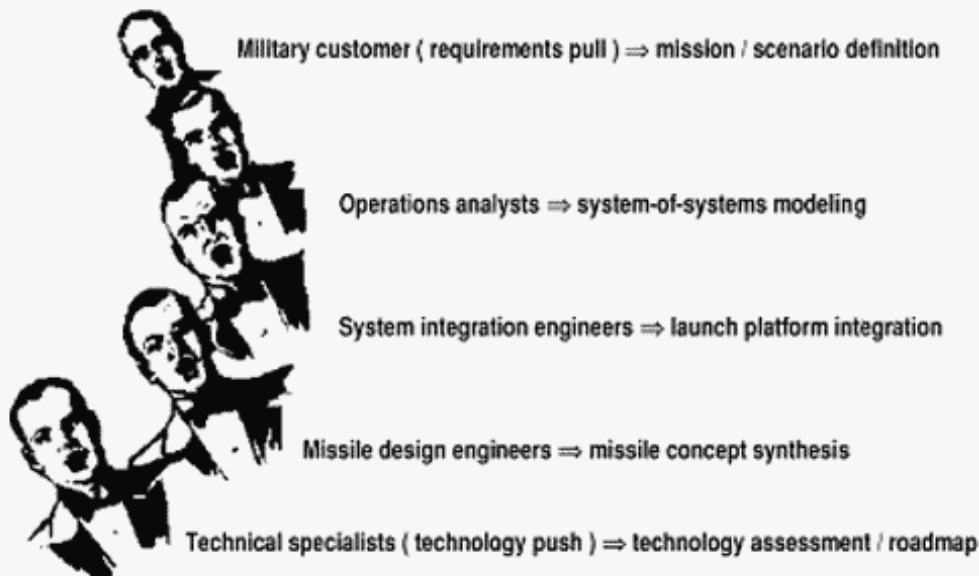 Military customer ( requirements pull ) ⇒ mission / scenario definition
Operations analysts ⇒ system-of-systems modeling
System integration engineers ⇒ launch platform integration
Missile design engineers ⇒ missile concept synthesis
Technical specialists ( technology push ) ⇒ technology assessment / roadmap